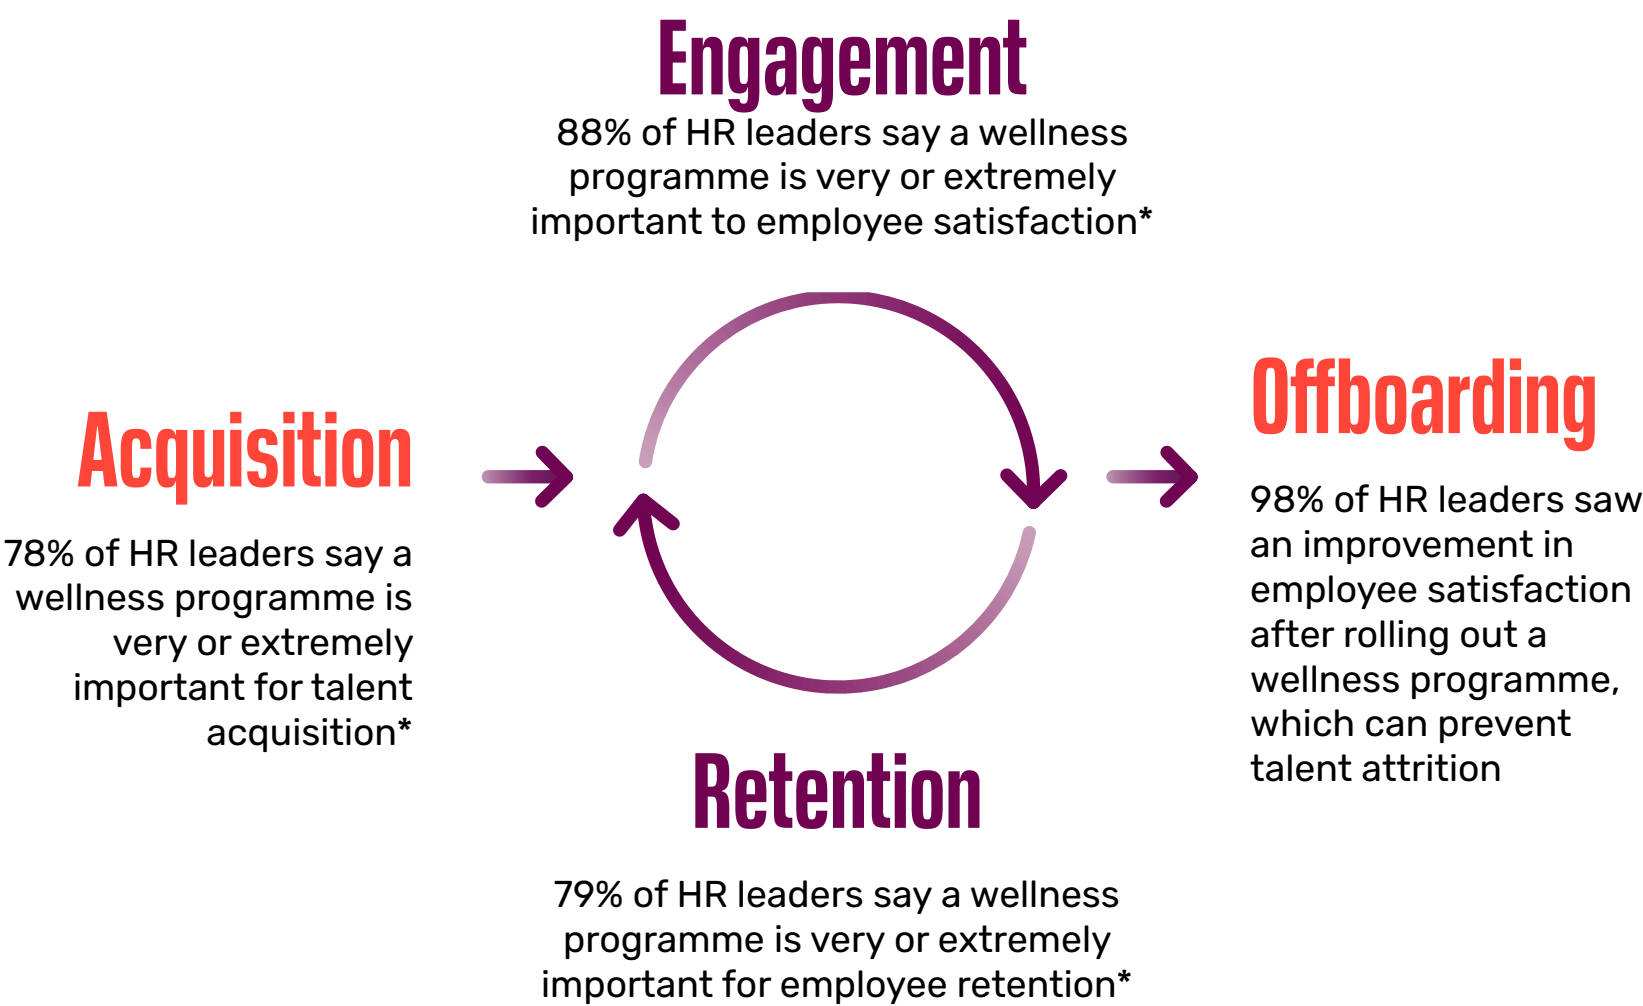 Engagement
88% of HR leaders say a wellness
programme is very or extremely
important to employee satisfaction*
Acquisition
78% of HR leaders say a
wellness programme is
very or extremely
important for talent
acquisition*
Offboarding
98% of HR leaders saw
an improvement in
employee satisfaction
after rolling out a
wellness programme,
which can prevent
talent attrition
Retention
79% of HR leaders say a wellness
programme is very or extremely
important for employee retention*